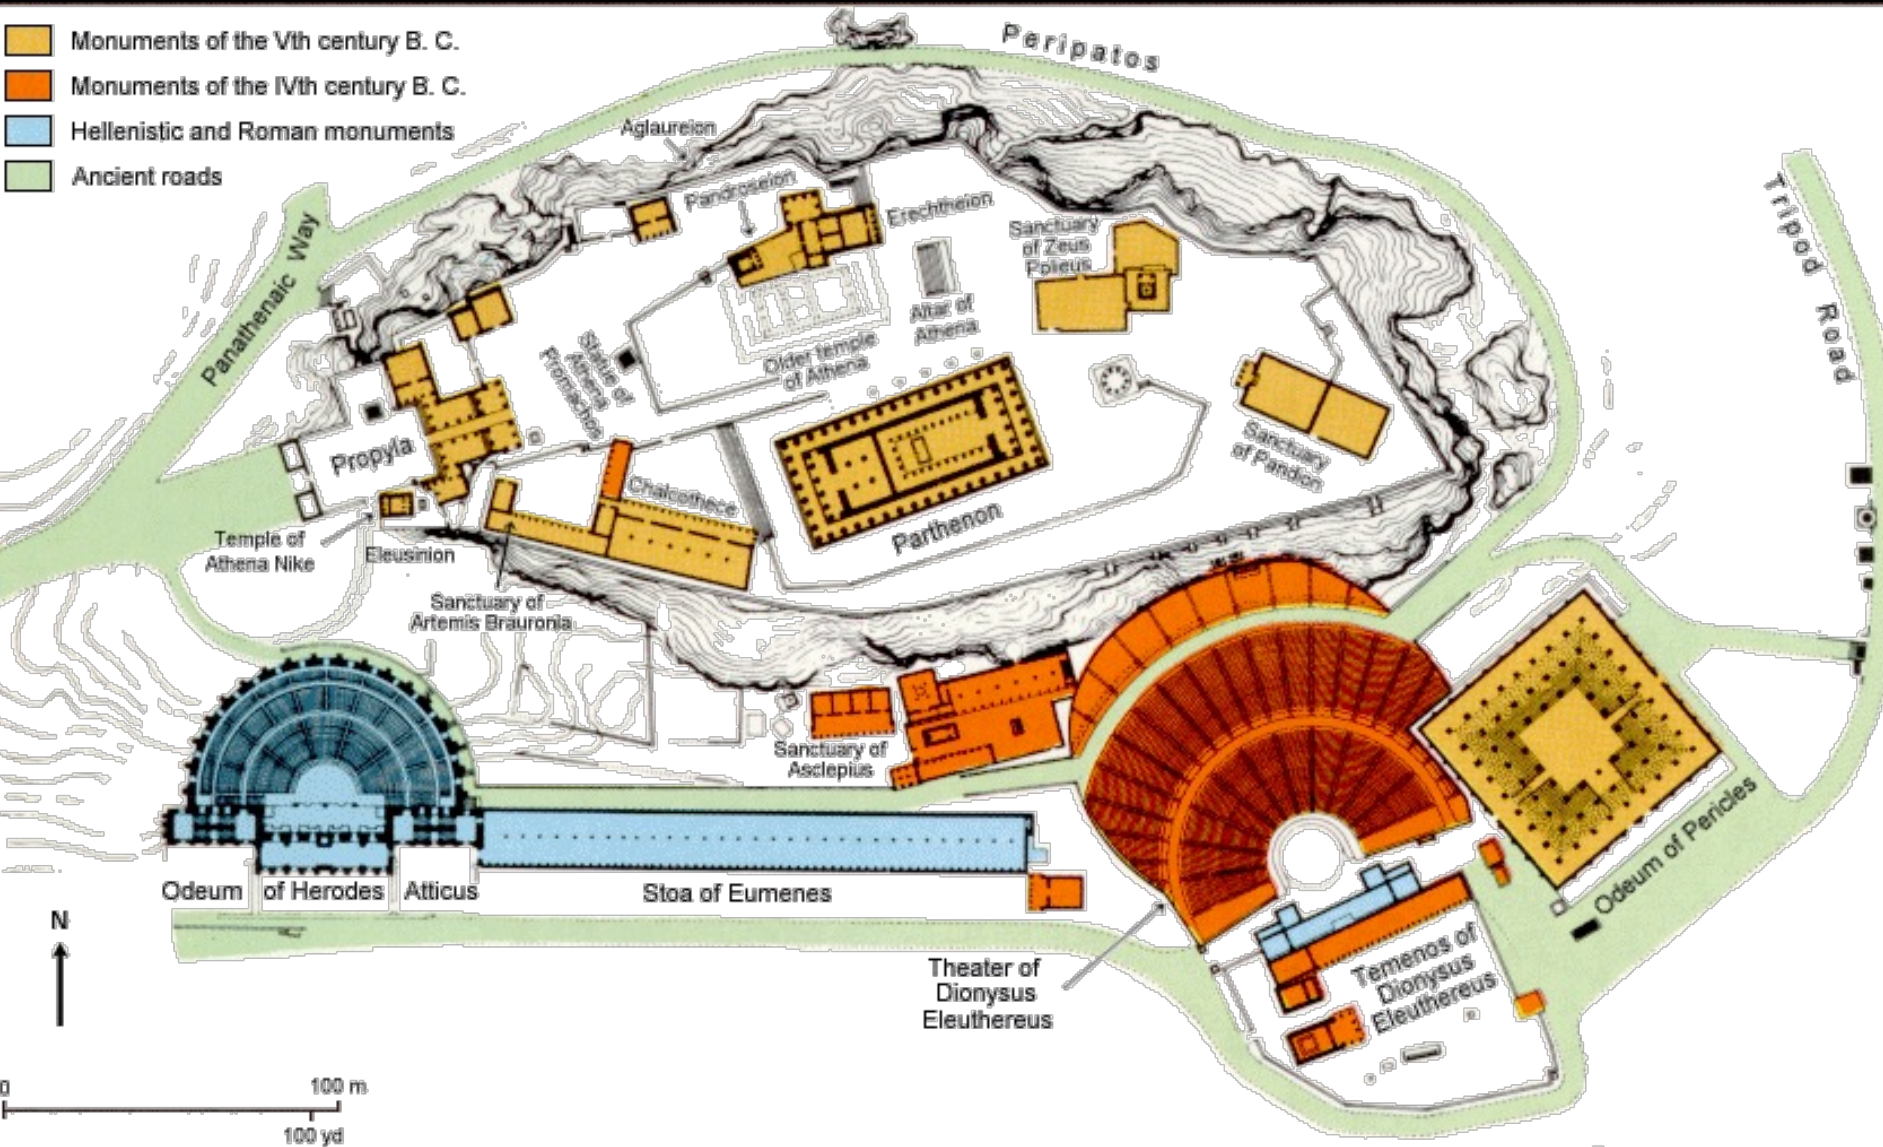 Monuments of the Vth century B. C.
Monuments of the IVth century B. C.
Hellenistic and Roman monuments
Ancient roads
Peripatos
Tripod Road
Panathenaic Way
Aglaureion
Pandroseion
Erechtheion
Sanctuary
of Zeus
Polieus
Altar of
Athena
Older temple
of Athena
Statue of
Athena
Promachos
Propyla
Chalcothece
Parthenon
Sanctuary
of Pandion
Temple of
Athena Nike
Eleusinion
Sanctuary of
Artemis Brauronia
Sanctuary of
Asclepius
Odeum of Pericles
Odeum of Herodes Atticus
Stoa of Eumenes
Theater of
Dionysus
Eleuthereus
Temenos of
Dionysus
Eleuthereus
N
0 100 m
100 yd